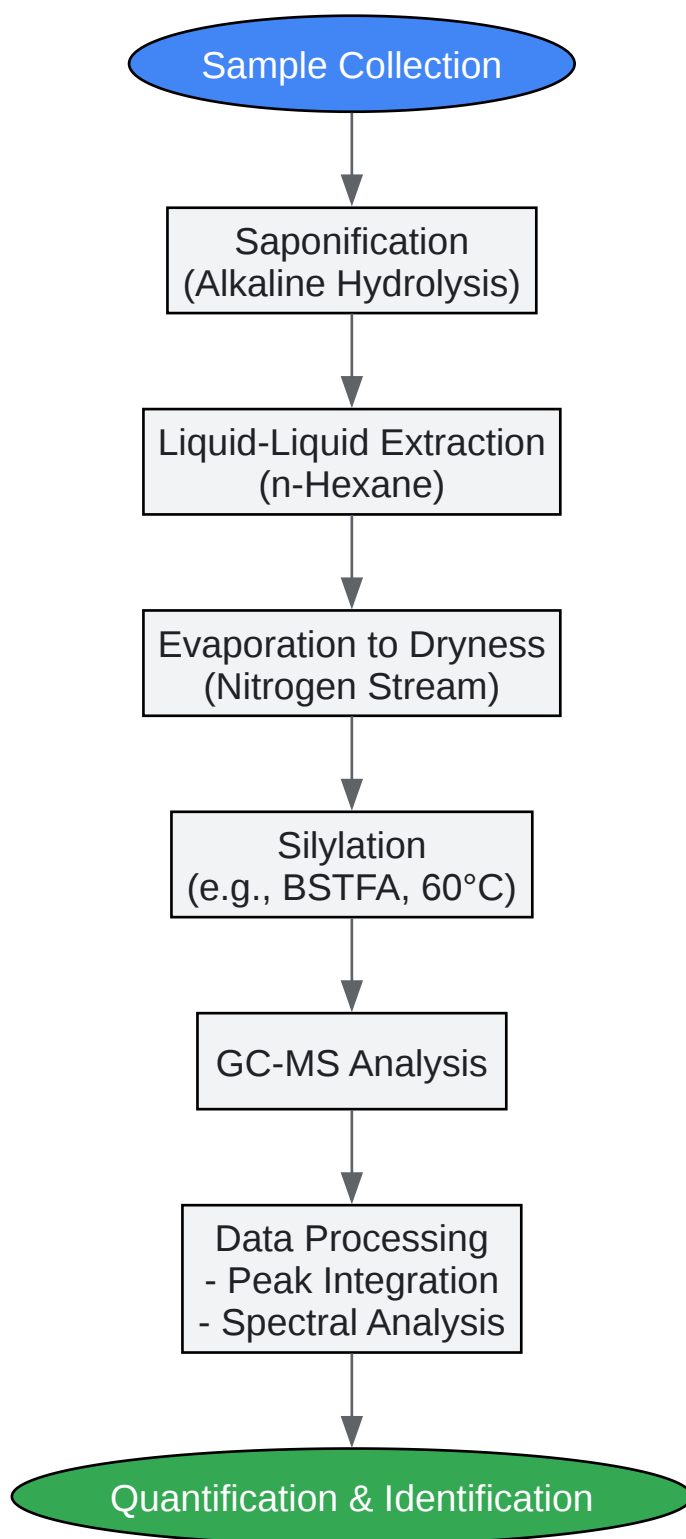 Sample Collection
Saponification
(Alkaline Hydrolysis)
Liquid-Liquid Extraction
(n-Hexane)
Evaporation to Dryness
(Nitrogen Stream)
Silylation
(e.g., BSTFA, 60°C)
GC-MS Analysis
Data Processing
- Peak Integration
- Spectral Analysis
Quantification & Identification